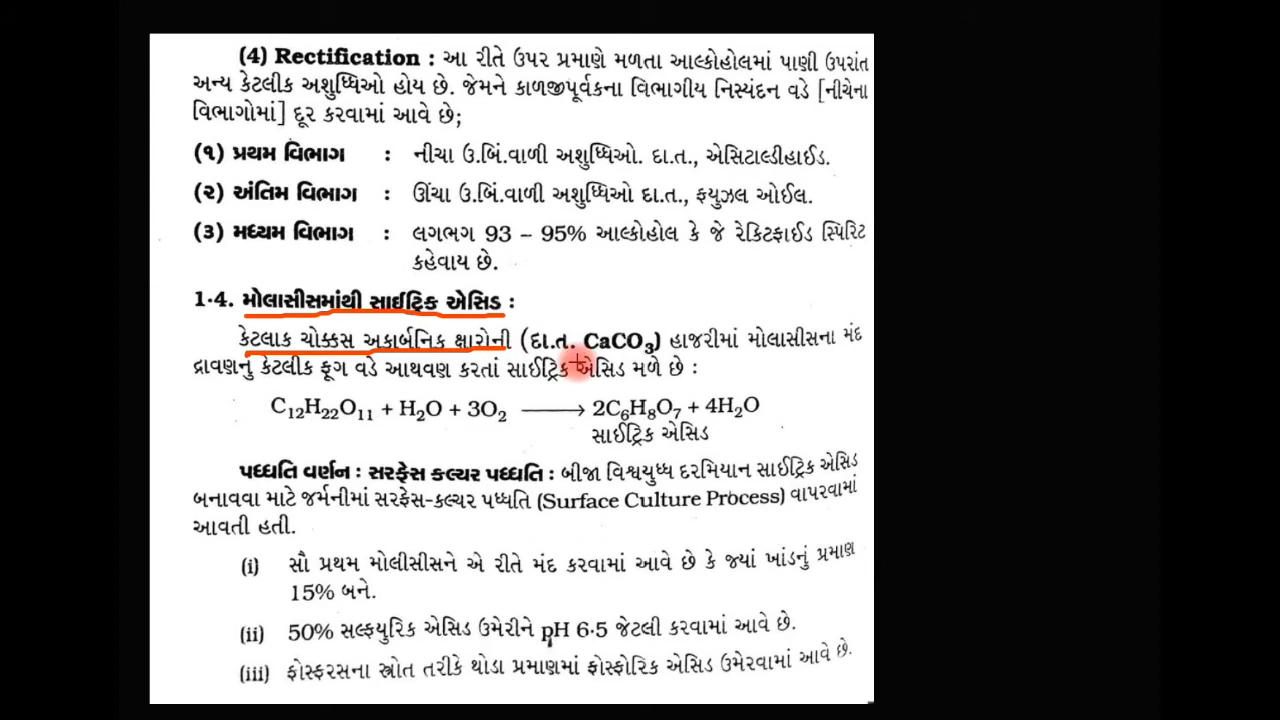 (4) Rectification : આ રીતે ઉપર પ્રમાણે મળતા આલ્કોહોલમાં પાણી ઉપરાંત
અન્ય કેટલીક અશુધ્ધિઓ હોય છે. જેમને કાળજીપૂર્વકના વિભાગીય નિસ્યંદન વડે [નીચેના
વિભાગોમાં] દૂર કરવામાં આવે છે;
(૧) પ્રથમ વિભાગ : નીચા ઉ.બિં.વાળી અશુધ્ધિઓ. દા.ત., એસિટાલ્ડીહાઈડ.
(૨) અંતિમ વિભાગ : ઊંચા ઉ.બિં.વાળી અશુધ્ધિઓ દા.ત., ફયુઝલ ઓઈલ.
(૩) મધ્યમ વિભાગ : લગભગ 93 – 95% આલ્કોહોલ કે જે રેક્ટિફાઈડ સ્પિરિટ
કહેવાય છે.
1·4. મોલાસીસમાંથી સાઈટ્રિક એસિડ :
કેટલાક ચોક્કસ અકાર્બનિક ક્ષારોની (દા.ત. CaCO₃) હાજરીમાં મોલાસીસના મંદ
દ્રાવણનું કેટલીક ફૂગ વડે આથવણ કરતાં સાઈટ્રિક એસિડ મળે છે :
C₁₂H₂₂O₁₁ + H₂O + 3O₂ ⟶ 2C₆H₈O₇ + 4H₂O
સાઈટ્રિક એસિડ
પધ્ધતિ વર્ણન : સરફેસ કલ્ચર પધ્ધતિ : બીજા વિશ્વયુધ્ધ દરમિયાન સાઈટ્રિક એસિડ
બનાવવા માટે જર્મનીમાં સરફેસ-કલ્ચર પધ્ધતિ (Surface Culture Process) વાપરવામાં
આવતી હતી.
(i) સૌ પ્રથમ મોલીસીસને એ રીતે મંદ કરવામાં આવે છે કે જ્યાં ખાંડનું પ્રમાણ
15% બને.
(ii) 50% સલ્ફયુરિક એસિડ ઉમેરીને pH 6·5 જેટલી કરવામાં આવે છે.
(iii) ફોસ્ફરસના સ્ત્રોત તરીકે થોડા પ્રમાણમાં ફોસ્ફોરિક એસિડ ઉમેરવામાં આવે છે.